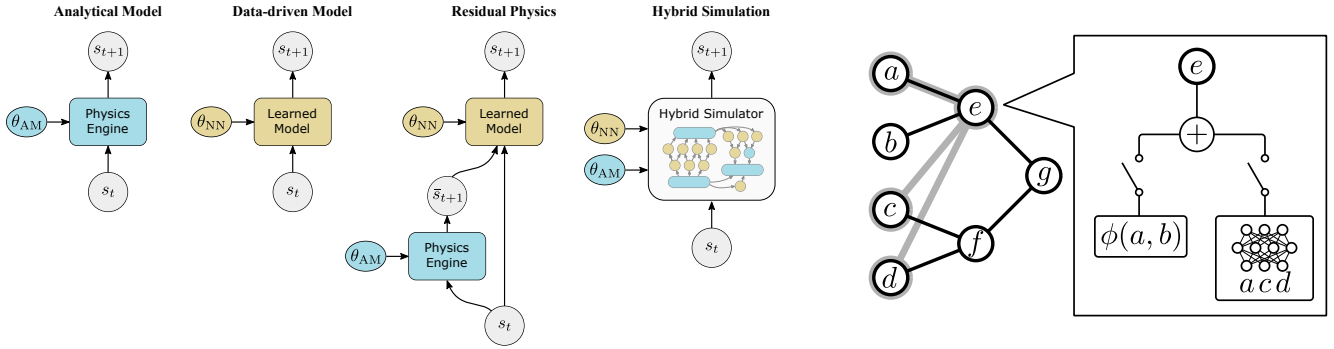 Analytical Model
s_{t+1}
θ_AM
Physics
Engine
s_t
Data-driven Model
s_{t+1}
θ_NN
Learned
Model
s_t
Residual Physics
s_{t+1}
θ_NN
Learned
Model
s̅_{t+1}
θ_AM
Physics
Engine
s_t
Hybrid Simulation
s_{t+1}
Hybrid Simulator
θ_NN
θ_AM
s_t
a
b
c
d
e
f
g
e
+
ϕ(a, b)
a c d